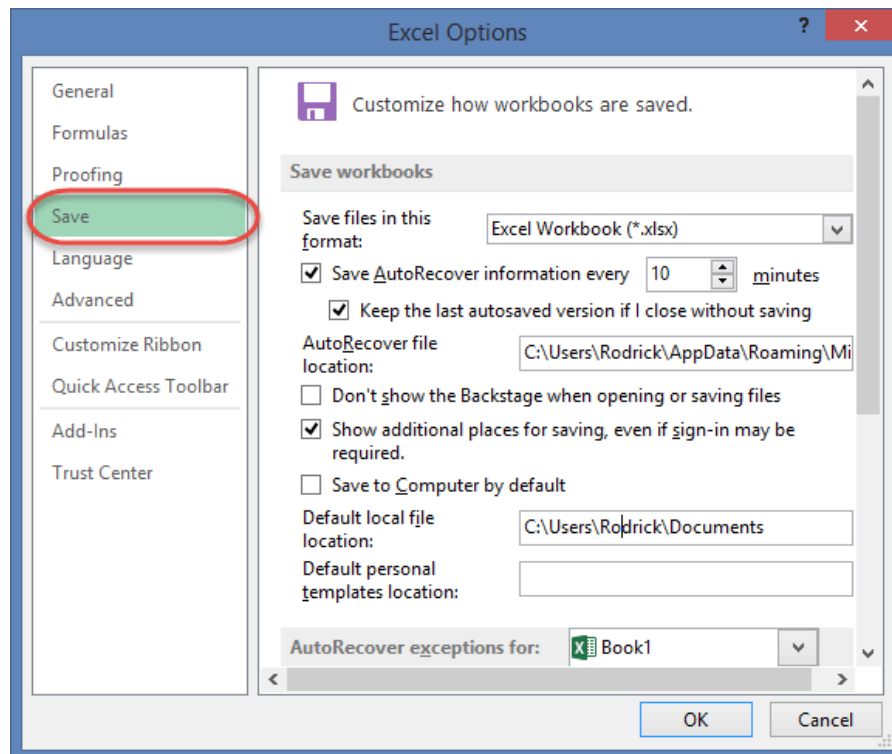 Excel Options
?
General
Formulas
Proofing
Save
Language
Advanced
Customize Ribbon
Quick Access Toolbar
Add-Ins
Trust Center
Customize how workbooks are saved.
Save workbooks
Save files in this
format:
Excel Workbook (*.xlsx)
Save AutoRecover information every 10 minutes
Keep the last autosaved version if I close without saving
AutoRecover file
location:
C:\Users\Rodrick\AppData\Roaming\Mi
Don't show the Backstage when opening or saving files
Show additional places for saving, even if sign-in may be
required.
Save to Computer by default
Default local file
location:
C:\Users\Rodrick\Documents
Default personal
templates location:
AutoRecover exceptions for: Book1
OK Cancel